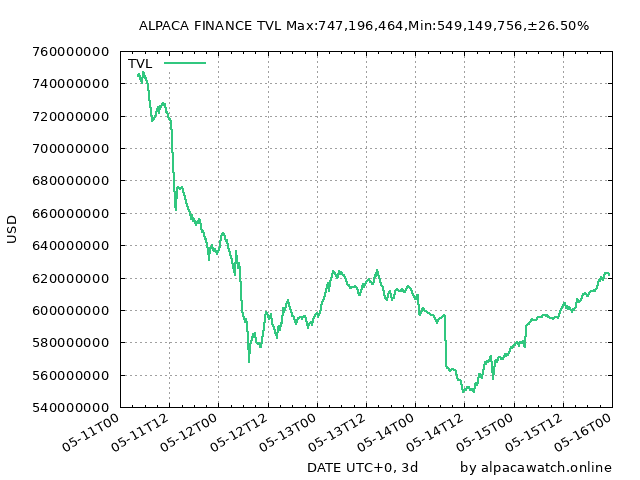 ALPACA FINANCE TVL Max:747,196,464,Min:549,149,756,±26.50%
TVL
760000000
740000000
720000000
700000000
680000000
660000000
640000000
620000000
600000000
580000000
560000000
540000000
USD
05-11T00
05-11T12
05-12T00
05-12T12
05-13T00
05-13T12
05-14T00
05-14T12
05-15T00
05-15T12
05-16T00
DATE UTC+0, 3d
by alpacawatch.online